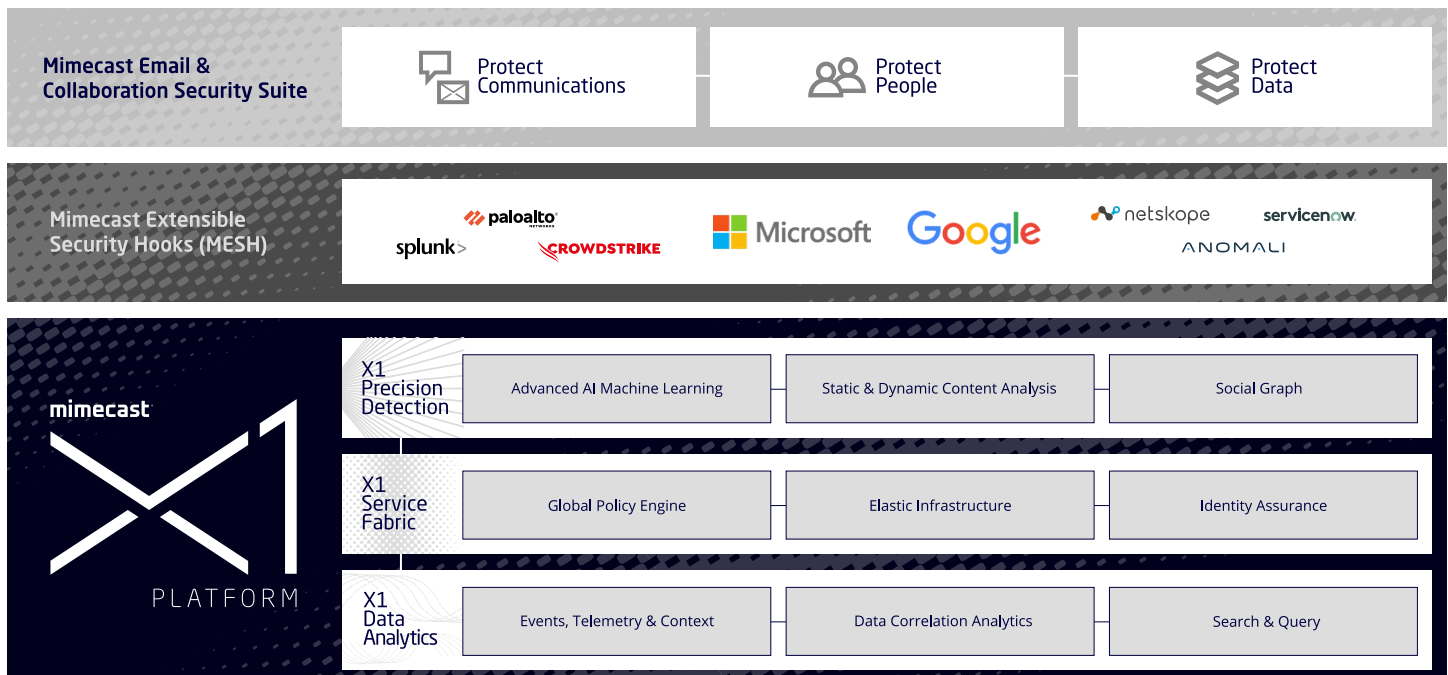 Mimecast Email &
Collaboration Security Suite
Protect
Communications
Protect
People
Protect
Data
Mimecast Extensible
Security Hooks (MESH)
paloalto
NETWORKS
splunk>
CROWDSTRIKE
Microsoft
Google
netskope
servicenow
ANOMALI
mimecast
X1
PLATFORM
X1
Precision
Detection
Advanced AI Machine Learning
Static & Dynamic Content Analysis
Social Graph
X1
Service
Fabric
Global Policy Engine
Elastic Infrastructure
Identity Assurance
X1
Data
Analytics
Events, Telemetry & Context
Data Correlation Analytics
Search & Query